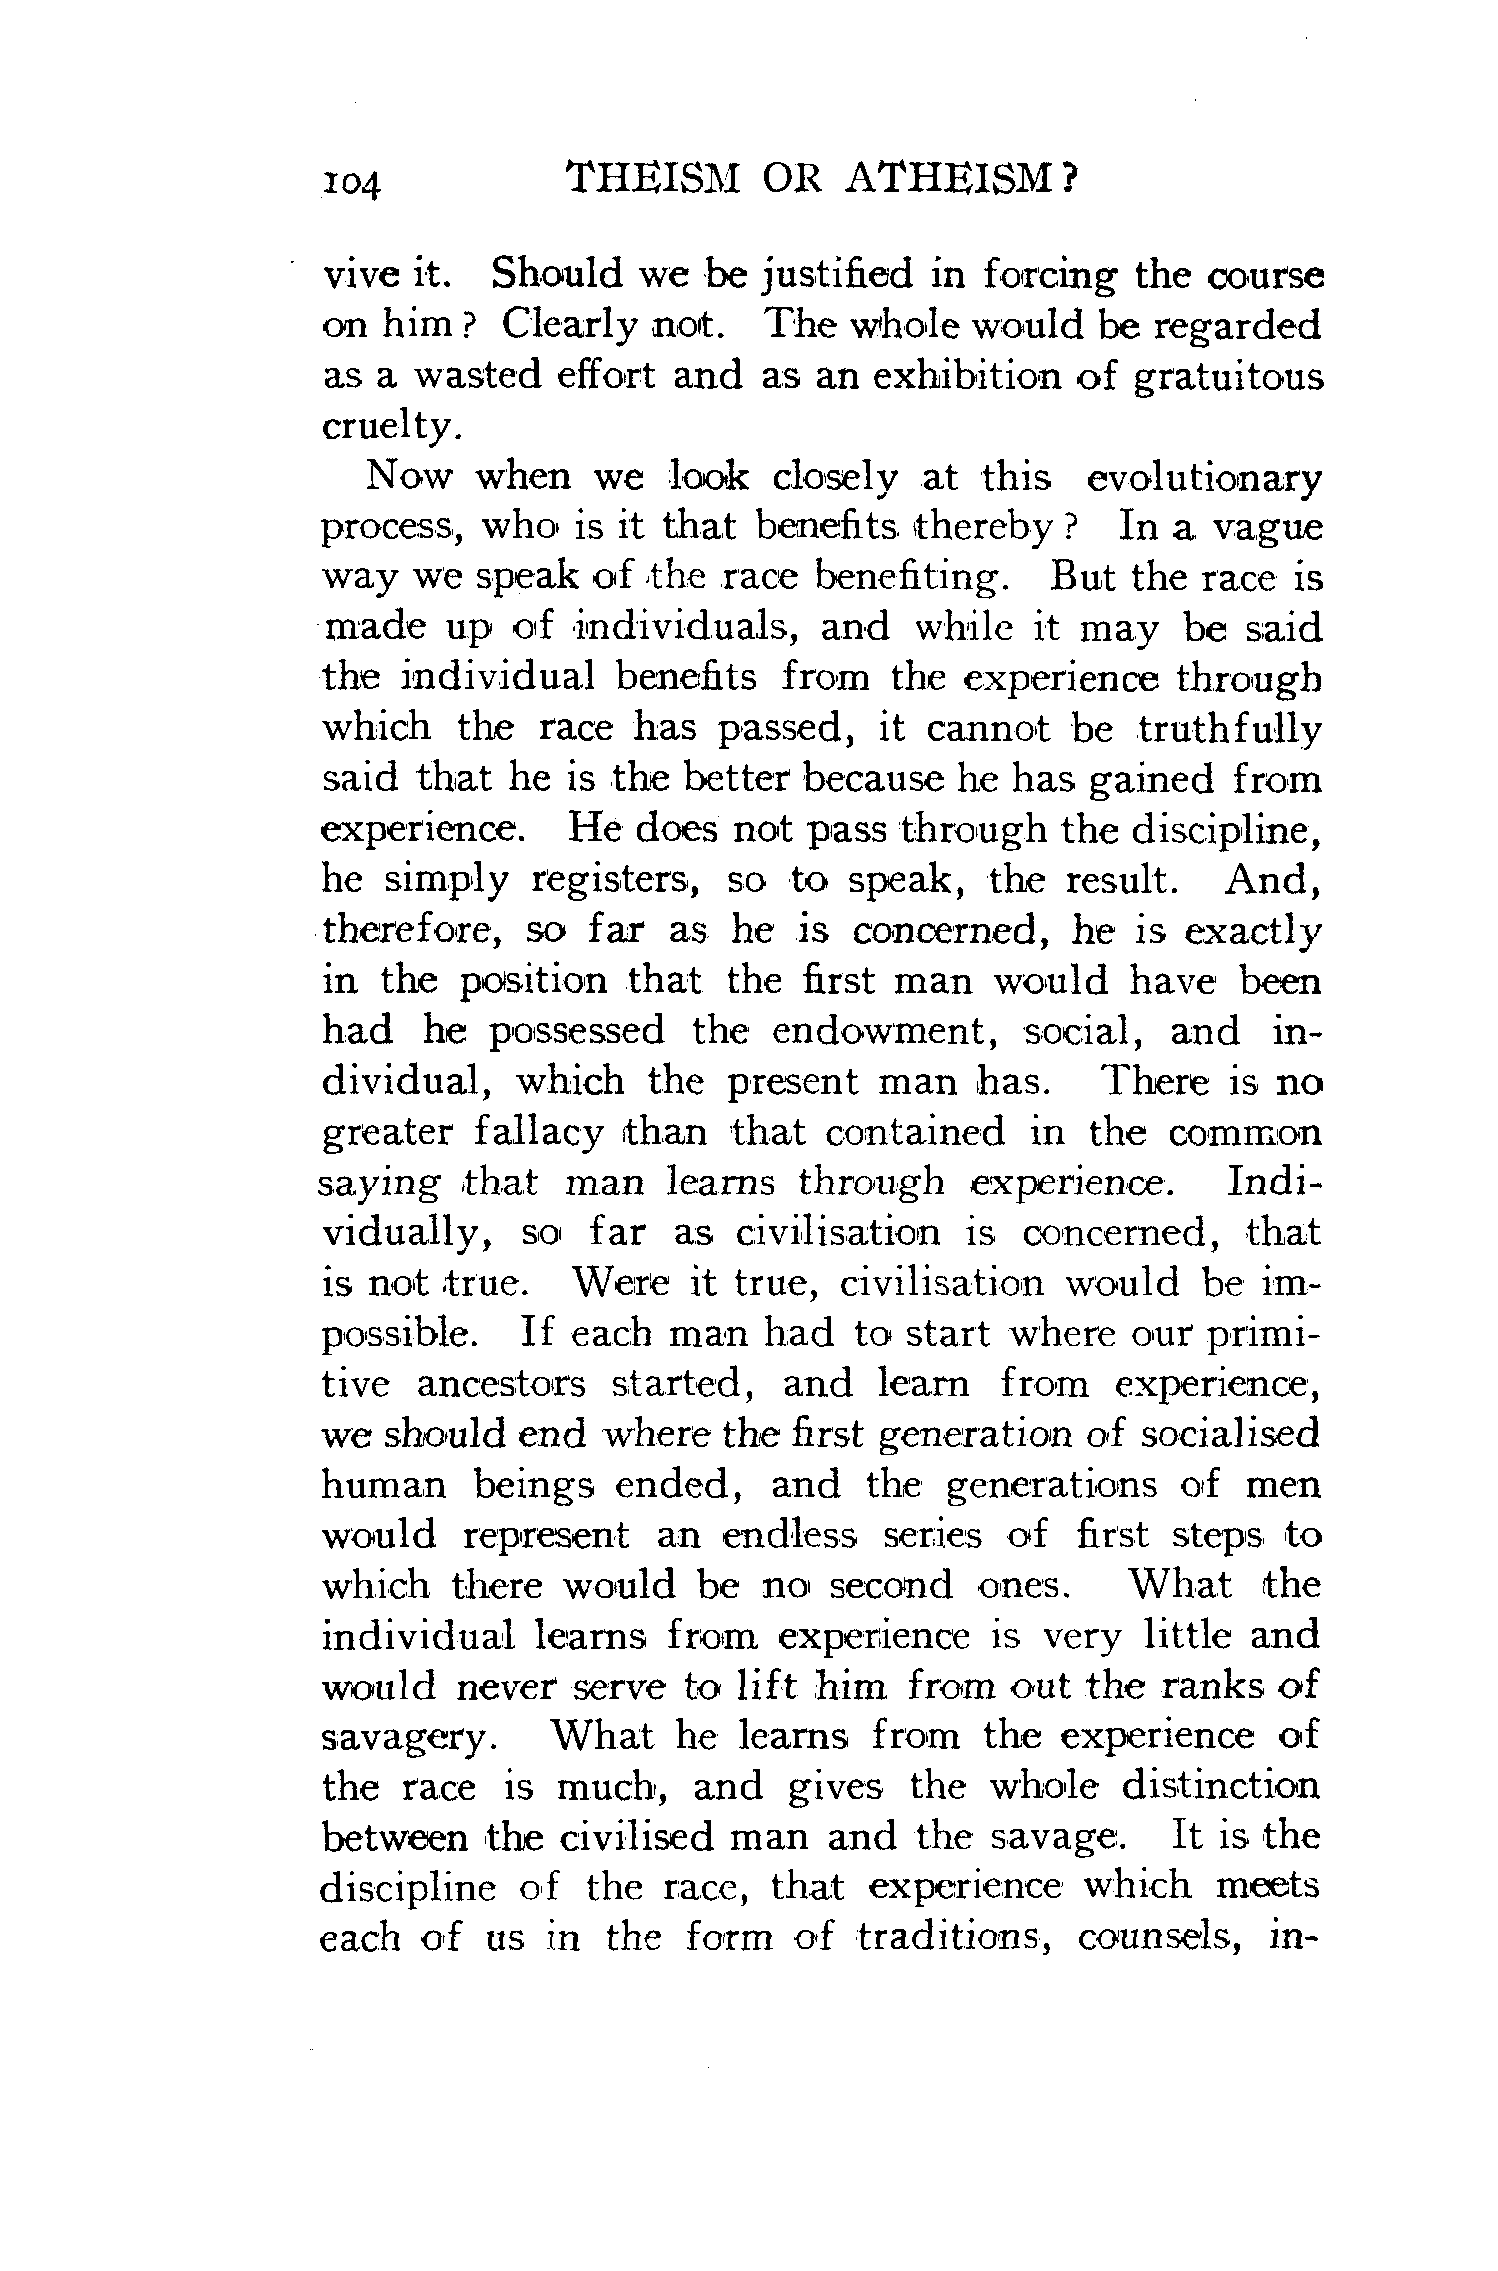 104 THEISM OR ATHEISM?
vive it. Should we be justified in forcing the course
on him? Clearly not. The whole would be regarded
as a wasted effort and as an exhibition of gratuitous
cruelty.
Now when we look closely at this evolutionary
process, who is it that benefits thereby? In a vague
way we speak of the race benefiting. But the race is
made up of individuals, and while it may be said
the individual benefits from the experience through
which the race has passed, it cannot be truthfully
said that he is the better because he has gained from
experience. He does not pass through the discipline,
he simply registers, so to speak, the result. And,
therefore, so far as he is concerned, he is exactly
in the position that the first man would have been
had he possessed the endowment, social, and in-
dividual, which the present man has. There is no
greater fallacy than that contained in the common
saying that man learns through experience. Indi-
vidually, so far as civilisation is concerned, that
is not true. Were it true, civilisation would be im-
possible. If each man had to start where our primi-
tive ancestors started, and learn from experience,
we should end where the first generation of socialised
human beings ended, and the generations of men
would represent an endless series of first steps to
which there would be no second ones. What the
individual learns from experience is very little and
would never serve to lift him from out the ranks of
savagery. What he learns from the experience of
the race is much, and gives the whole distinction
between the civilised man and the savage. It is the
discipline of the race, that experience which meets
each of us in the form of traditions, counsels, in-